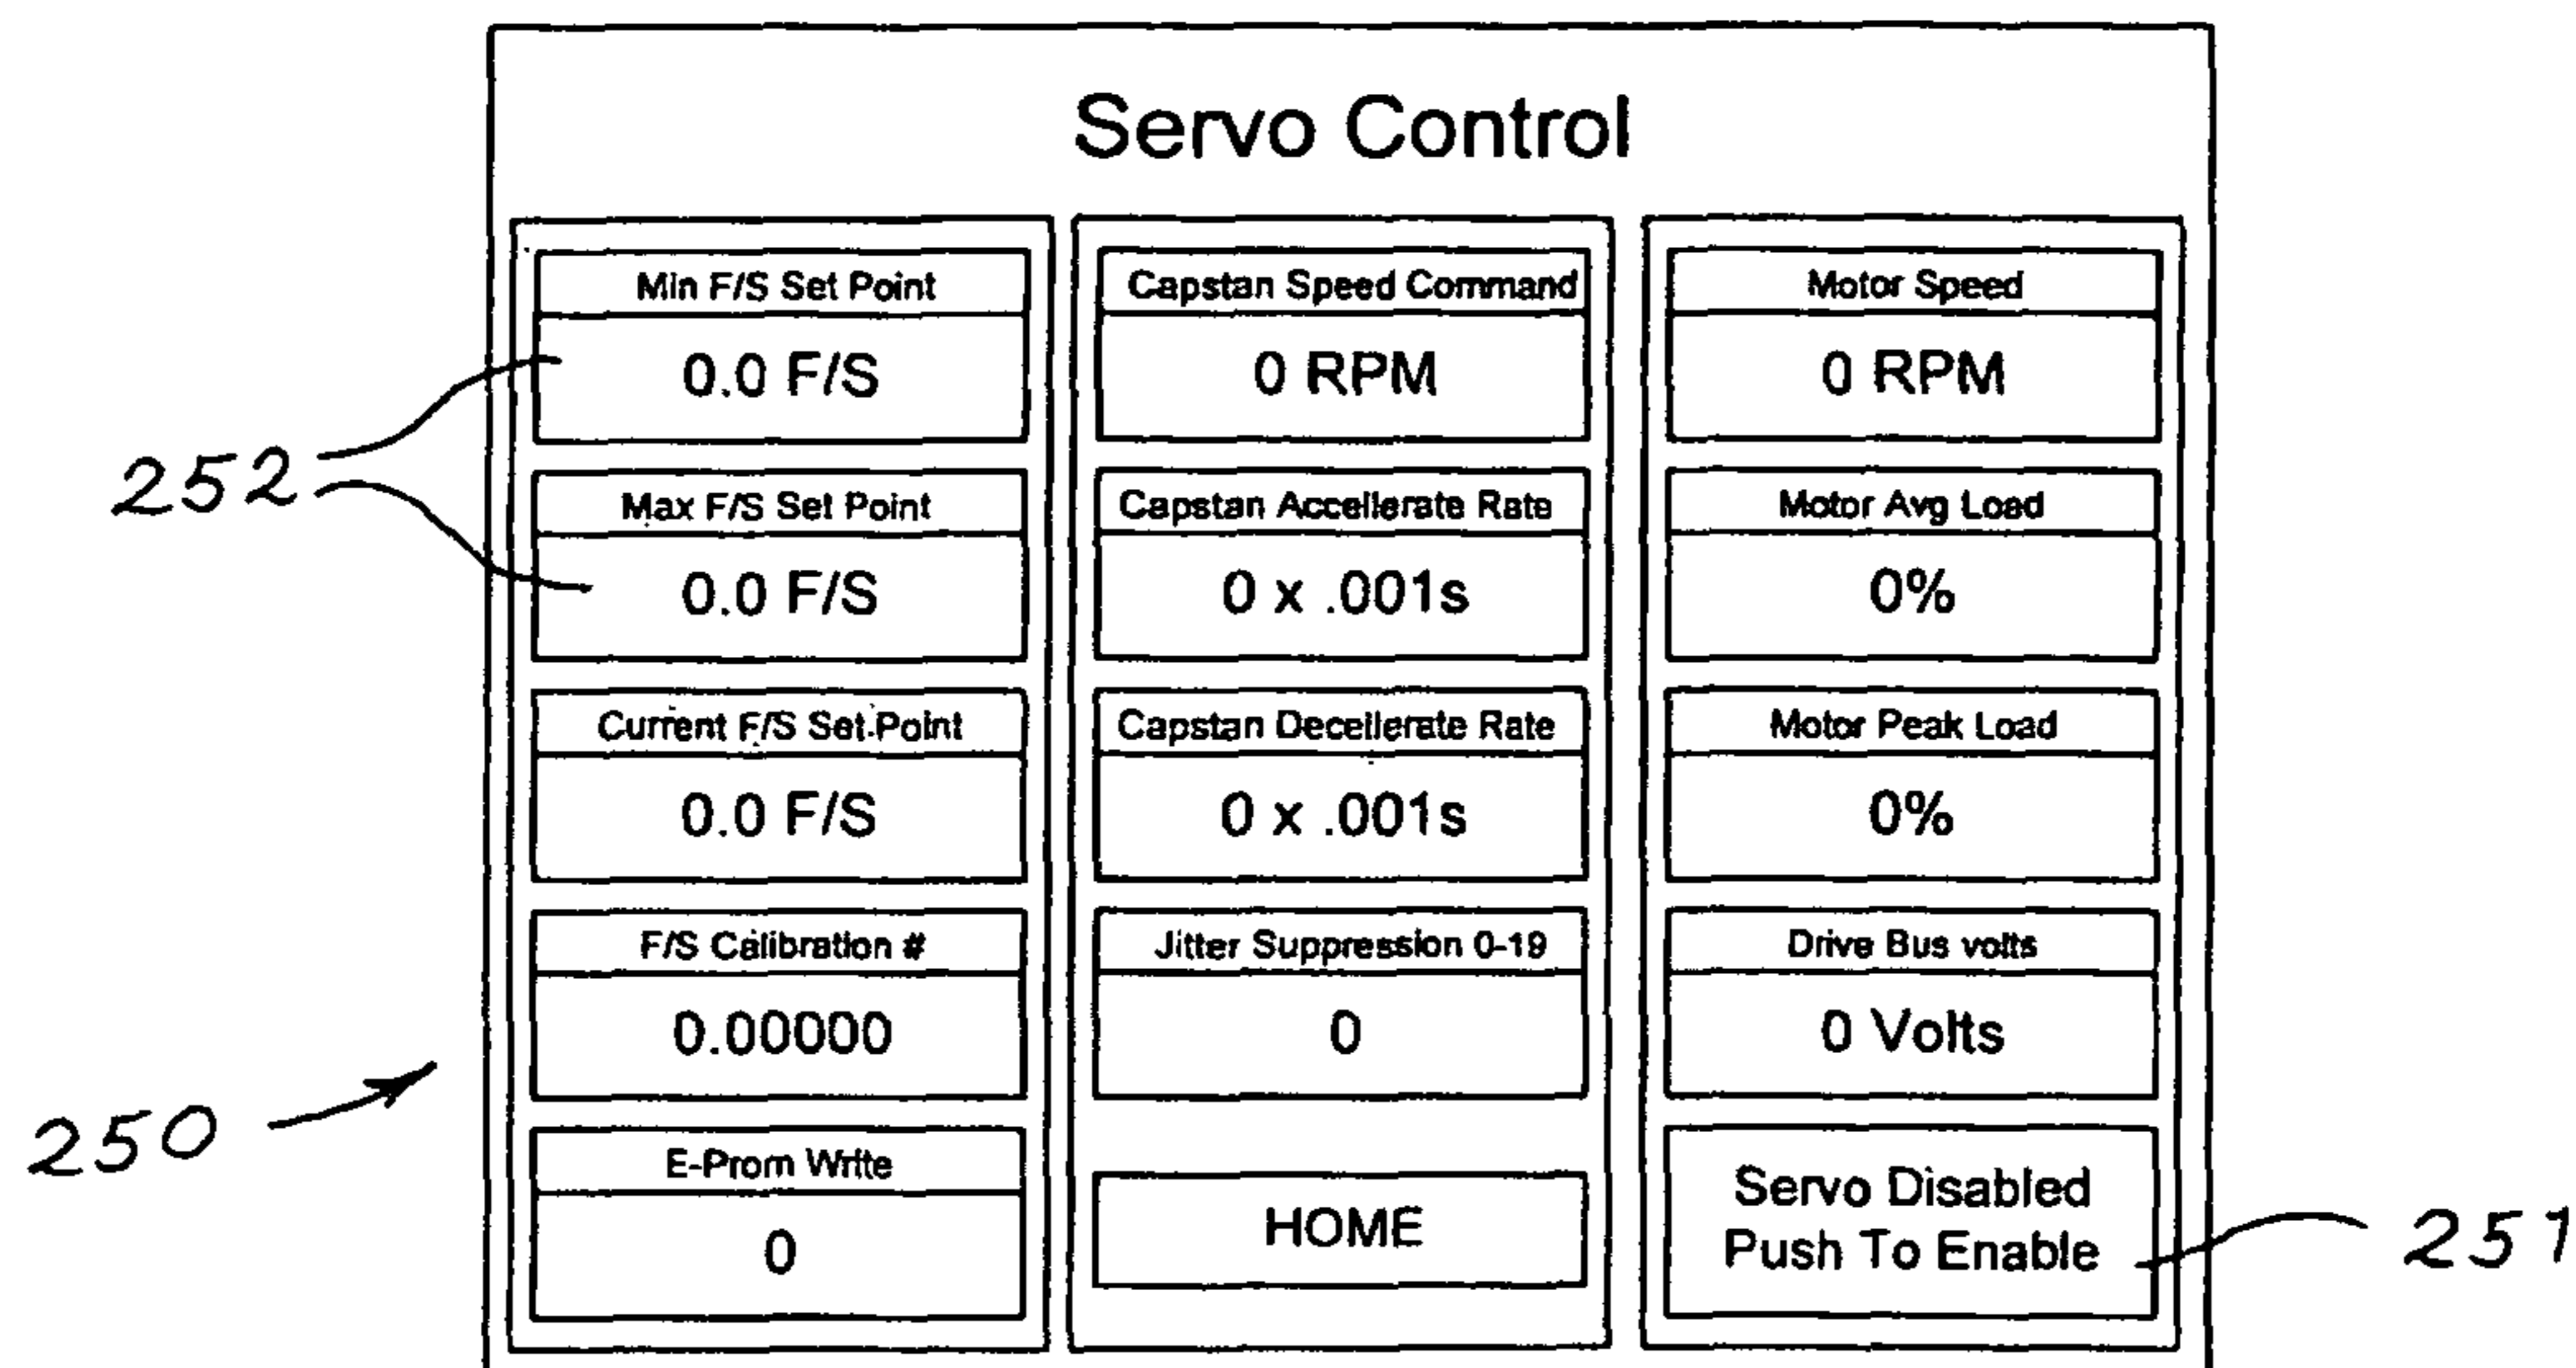 Servo Control
Min F/S Set Point
0.0 F/S
Max F/S Set Point
0.0 F/S
Current F/S Set Point
0.0 F/S
F/S Calibration #
0.00000
E-Prom Write
0
Capstan Speed Command
0 RPM
Capstan Accellerate Rate
0 x .001s
Capstan Decellerate Rate
0 x .001s
Jitter Suppression 0-19
0
HOME
Motor Speed
0 RPM
Motor Avg Load
0%
Motor Peak Load
0%
Drive Bus volts
0 Volts
Servo Disabled
Push To Enable
252
250
251